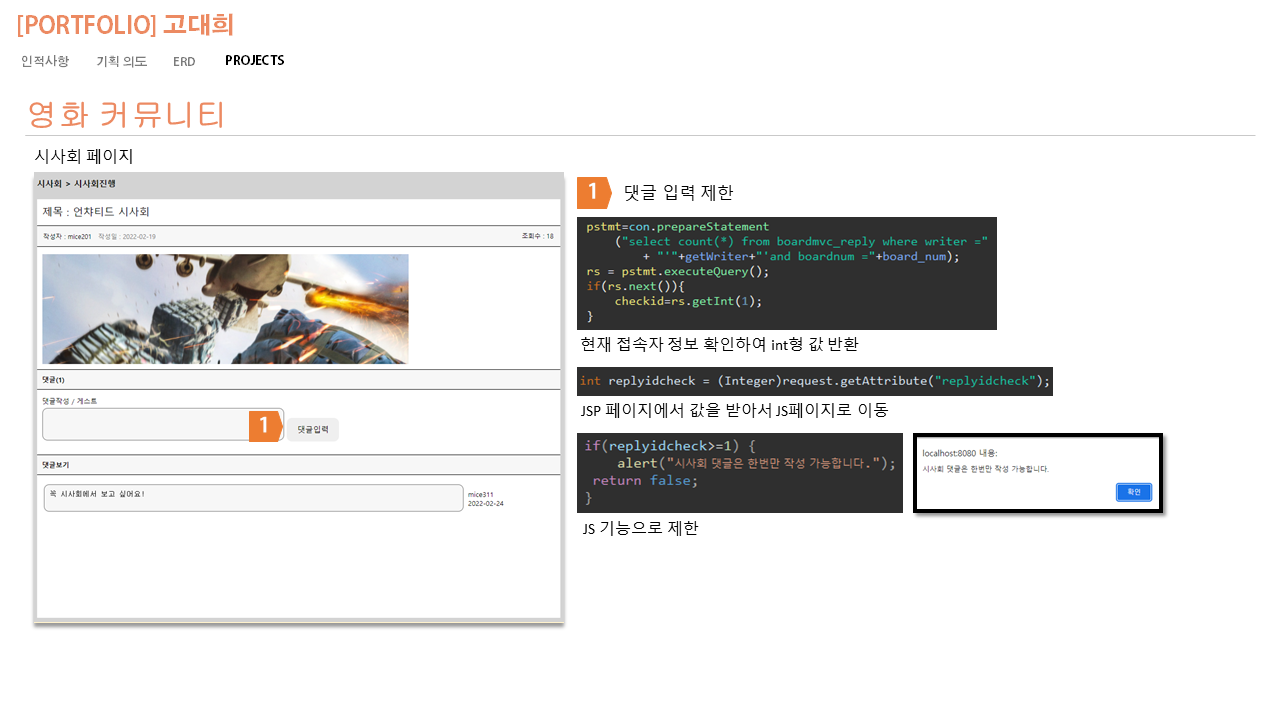 [PORTFOLIO] 고대희
인적사항 기획 의도 ERD PROJECTS
영화 커뮤니티
시사회 페이지
시사회 > 시사회진행
제목 : 언챠티드 시사회
작성자 : mice201 작성일 : 2022-02-19 조회수 : 18
댓글(1)
댓글작성 / 게스트
1 댓글입력
댓글보기
꼭 시사회에서 보고 싶어요!
mice311
2022-02-24
1 댓글 입력 제한
pstmt=con.prepareStatement
("select count(*) from boardmvc_reply where writer ="
+ "'"+getWriter+"'and boardnum ="+board_num);
rs = pstmt.executeQuery();
if(rs.next()){
checkid=rs.getInt(1);
}
현재 접속자 정보 확인하여 int형 값 반환
int replyidcheck = (Integer)request.getAttribute("replyidcheck");
JSP 페이지에서 값을 받아서 JS페이지로 이동
if(replyidcheck>=1) {
alert("시사회 댓글은 한번만 작성 가능합니다.");
return false;
}
localhost:8080 내용:
시사회 댓글은 한번만 작성 가능합니다.
확인
JS 기능으로 제한